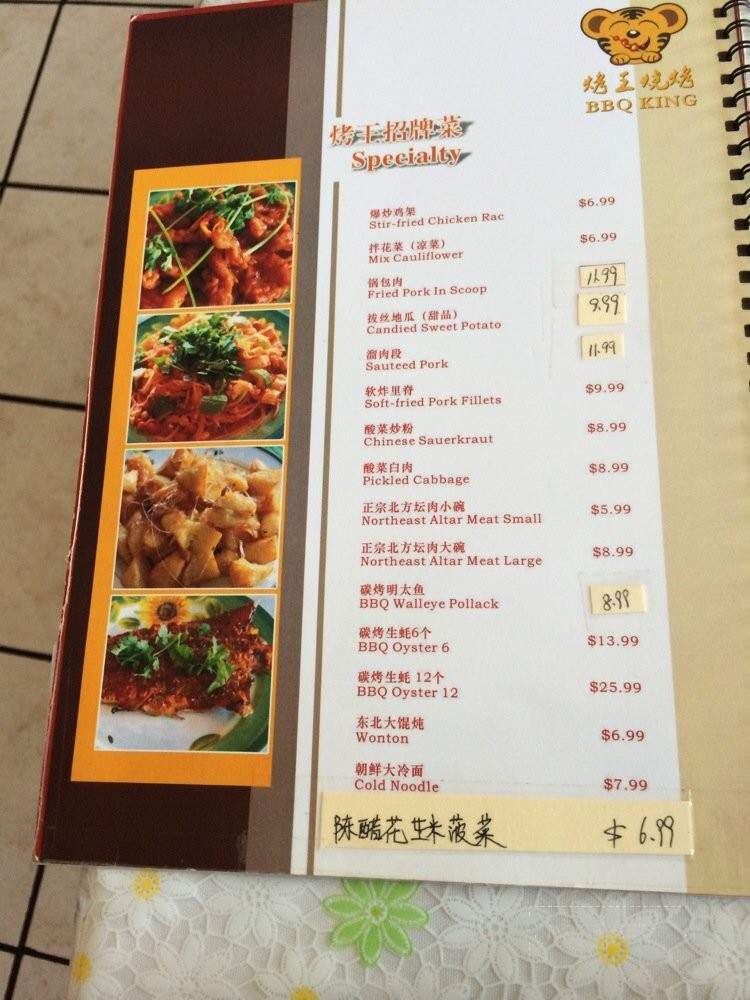 烤王烧烤
BBQ KING
烤王招牌菜
Specialty
爆炒鸡架
Stir-fried Chicken Rac
$6.99
拌花菜（凉菜）
Mix Cauliflower
$6.99
锅包肉
Fried Pork In Scoop
11.99
拔丝地瓜（甜品）
Candied Sweet Potato
9.99
溜肉段
Sauteed Pork
11.99
软炸里脊
Soft-fried Pork Fillets
$9.99
酸菜炒粉
Chinese Sauerkraut
$8.99
酸菜白肉
Pickled Cabbage
$8.99
正宗北方坛肉小碗
Northeast Altar Meat Small
$5.99
正宗北方坛肉大碗
Northeast Altar Meat Large
$8.99
碳烤明太鱼
BBQ Walleye Pollack
8.99
碳烤生蚝6个
BBQ Oyster 6
$13.99
碳烤生蚝 12个
BBQ Oyster 12
$25.99
东北大馄炖
Wonton
$6.99
朝鲜大冷面
Cold Noodle
$7.99
陈醋花蛘菠菜
$ 6.99